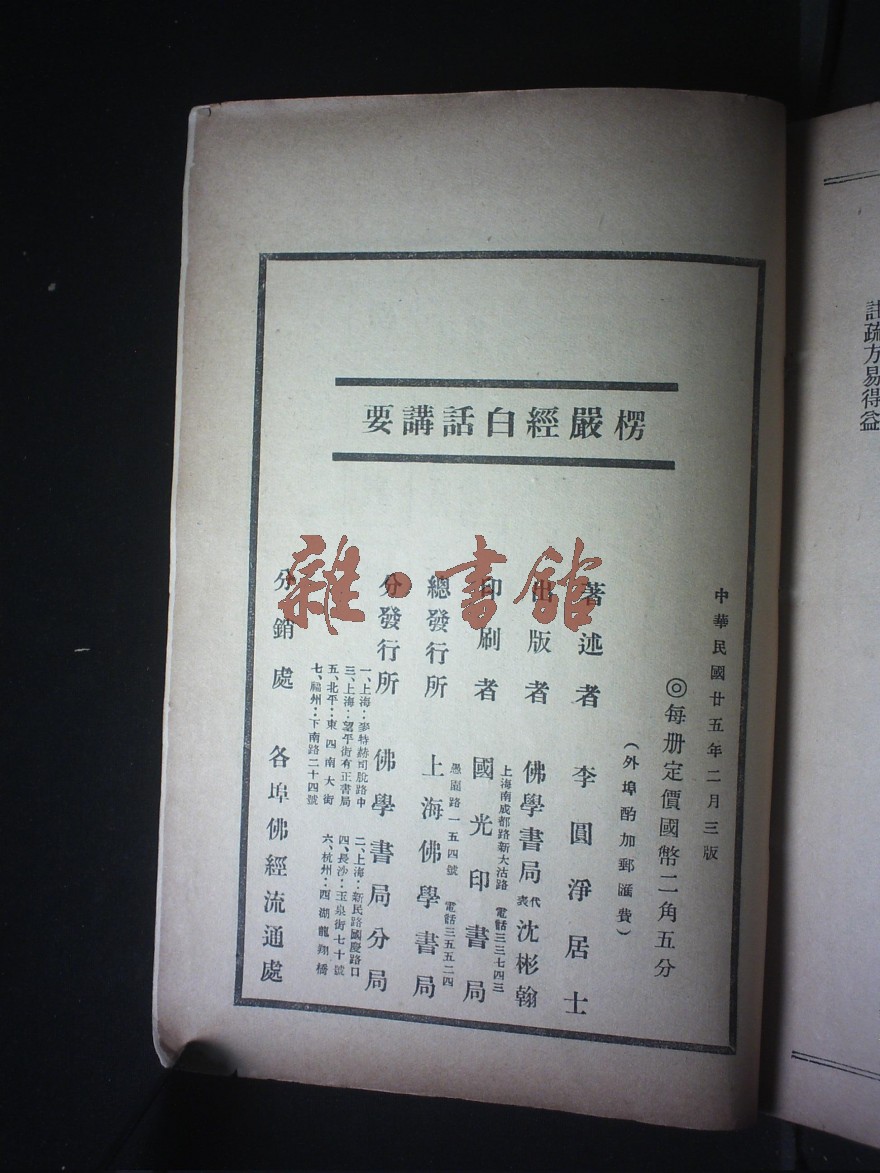 註疏方易得益
楞嚴經白話講要
中華民國廿五年二月三版
◎每册定價國幣二角五分
(外埠酌加郵匯費)
著述者 李圓淨居士
出版者 佛學書局 代表 沈彬翰
上海南成都路新大沽路 電話三三七四三
印刷者 國光印書局
愚園路一五四號 電話三五五二四
總發行所 上海佛學書局
分發行所 佛學書局分局
一、上海:麥特赫司脫路中
二、上海:新民路國慶路口
三、上海:望平街有正書局
四、長沙:玉泉街七十號
五、北平:東四南大街
六、杭州:西湖龍翔橋
七、福州:下南路二十四號
分銷處 各埠佛經流通處
雜·書館